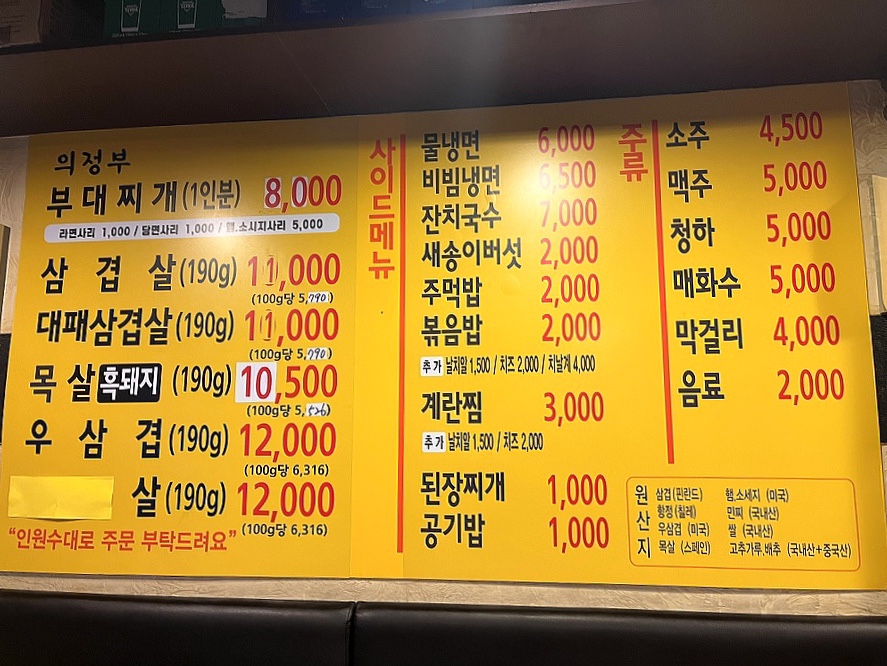 의정부
부대찌개(1인분) 8,000
라면사리 1,000 / 당면사리 1,000 / 햄.소시지사리 5,000
삼겹살(190g) 11,000
(100g당 5,790)
대패삼겹살(190g) 11,000
(100g당 5,790)
목살 흑돼지 (190g) 10,500
(100g당 5,526)
우삼겹(190g) 12,000
(100g당 6,316)
살(190g) 12,000
(100g당 6,316)
"인원수대로 주문 부탁드려요"
사이드메뉴
물냉면 6,000
비빔냉면 6,500
잔치국수 7,000
새송이버섯 2,000
주먹밥 2,000
볶음밥 2,000
추가 날치알 1,500 / 치즈 2,000 / 치날계 4,000
계란찜 3,000
추가 날치알 1,500 / 치즈 2,000
된장찌개 1,000
공기밥 1,000
주류
소주 4,500
맥주 5,000
청하 5,000
매화수 5,000
막걸리 4,000
음료 2,000
원산지
삼겹(핀란드) 햄.소세지 (미국)
항정(칠레) 민찌 (국내산)
우삼겹 (미국) 쌀 (국내산)
목살 (스페인) 고추가루.배추 (국내산+중국산)